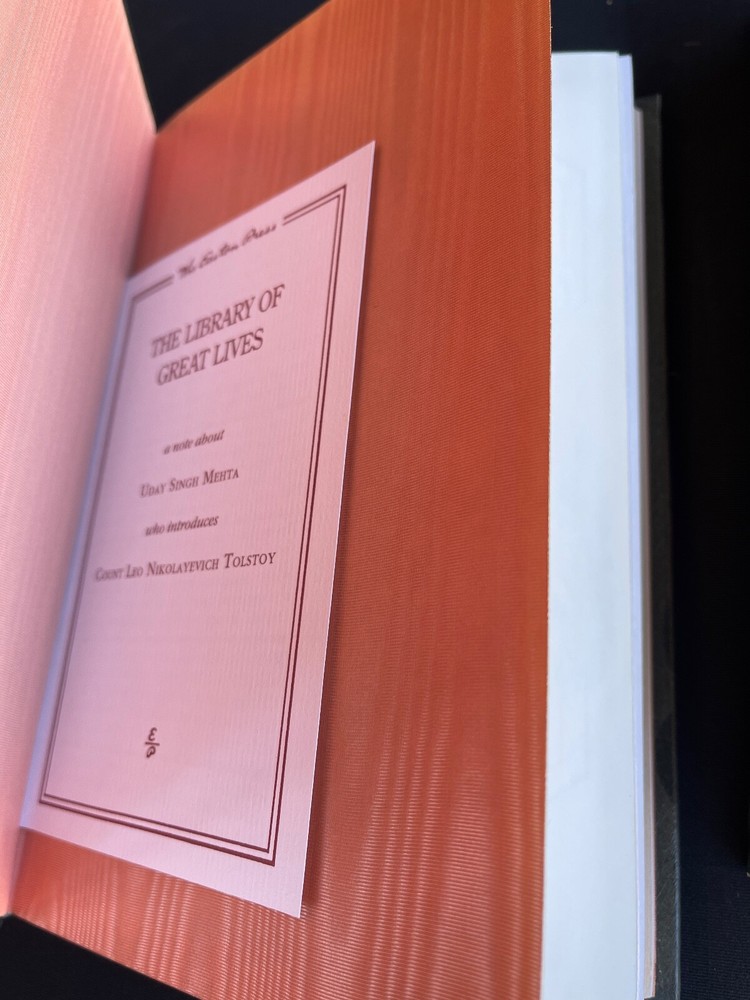 The Easton Press
THE LIBRARY OF
GREAT LIVES
a note about
UDAY SINGH MEHTA
who introduces
COUNT LEO NIKOLAYEVICH TOLSTOY
E
P